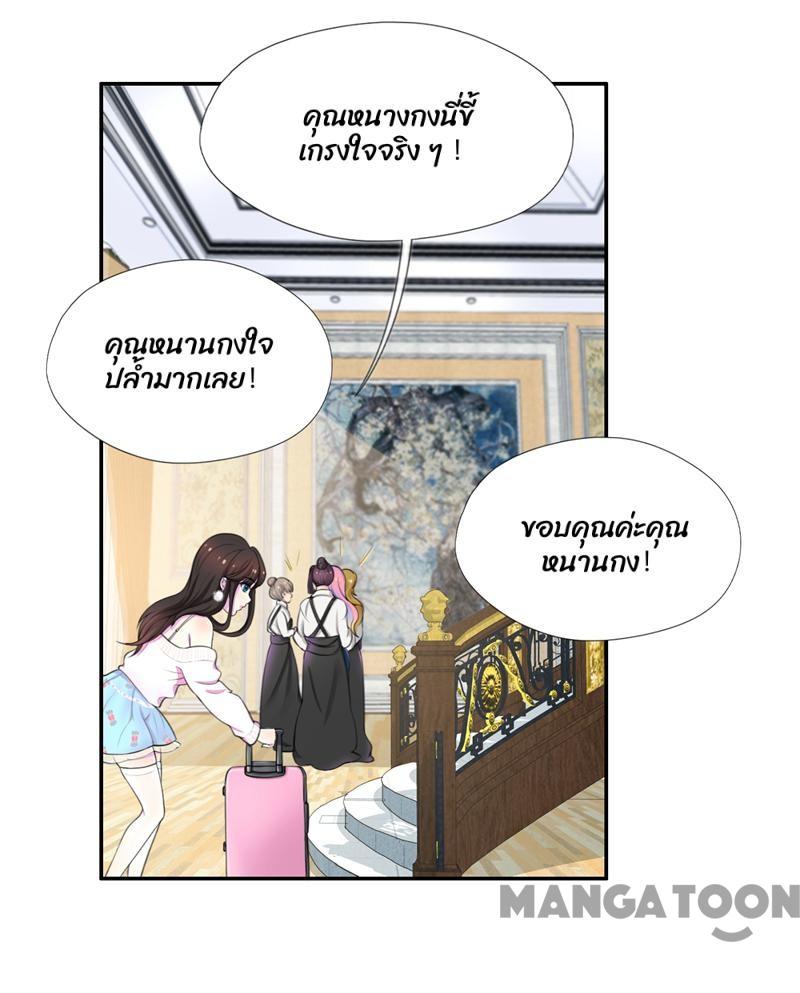 คุณหนางกงนี่ขี้
เกรงใจจริง ๆ !
คุณหนานกงใจ
ปล้ำมากเลย!
ขอบคุณค่ะคุณ
หนานกง!
MANGATOON